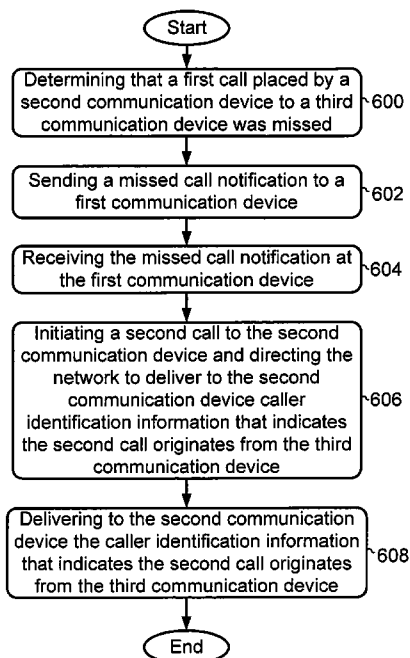 Start
Determining that a first call placed by a
second communication device to a third
communication device was missed
600
Sending a missed call notification to a
first communication device
602
Receiving the missed call notification at
the first communication device
604
Initiating a second call to the second
communication device and directing the
network to deliver to the second
communication device caller
identification information that indicates
the second call originates from the third
communication device
606
Delivering to the second communication
device the caller identification information
that indicates the second call originates
from the third communication device
608
End